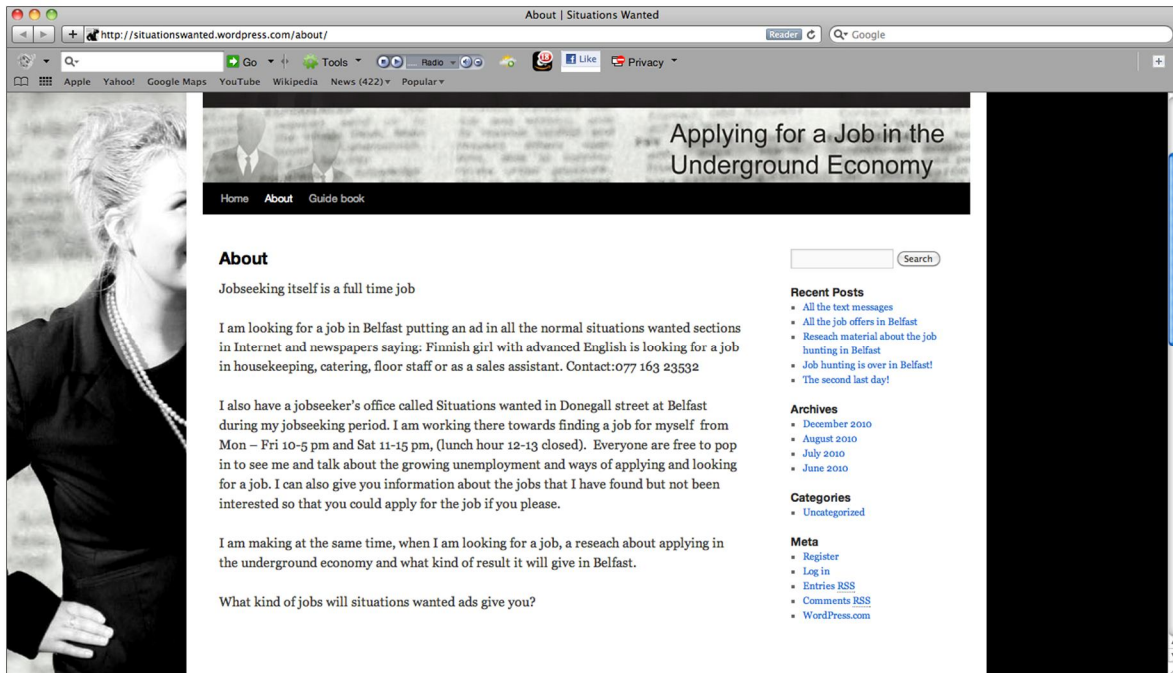 About | Situations Wanted
http://situationswanted.wordpress.com/about/
Reader
Google
Go
Tools
Radio
13
Like
Privacy
Apple Yahoo! Google Maps YouTube Wikipedia News (422) Popular
Applying for a Job in the
Underground Economy
Home About Guide book
About
Jobseeking itself is a full time job
I am looking for a job in Belfast putting an ad in all the normal situations wanted sections
in Internet and newspapers saying: Finnish girl with advanced English is looking for a job
in housekeeping, catering, floor staff or as a sales assistant. Contact:077 163 23532
I also have a jobseeker’s office called Situations wanted in Donegall street at Belfast
during my jobseeking period. I am working there towards finding a job for myself from
Mon – Fri 10-5 pm and Sat 11-15 pm, (lunch hour 12-13 closed). Everyone are free to pop
in to see me and talk about the growing unemployment and ways of applying and looking
for a job. I can also give you information about the jobs that I have found but not been
interested so that you could apply for the job if you please.
I am making at the same time, when I am looking for a job, a reseach about applying in
the underground economy and what kind of result it will give in Belfast.
What kind of jobs will situations wanted ads give you?
Search
Recent Posts
All the text messages
All the job offers in Belfast
Reseach material about the job
hunting in Belfast
Job hunting is over in Belfast!
The second last day!
Archives
December 2010
August 2010
July 2010
June 2010
Categories
Uncategorized
Meta
Register
Log in
Entries RSS
Comments RSS
WordPress.com